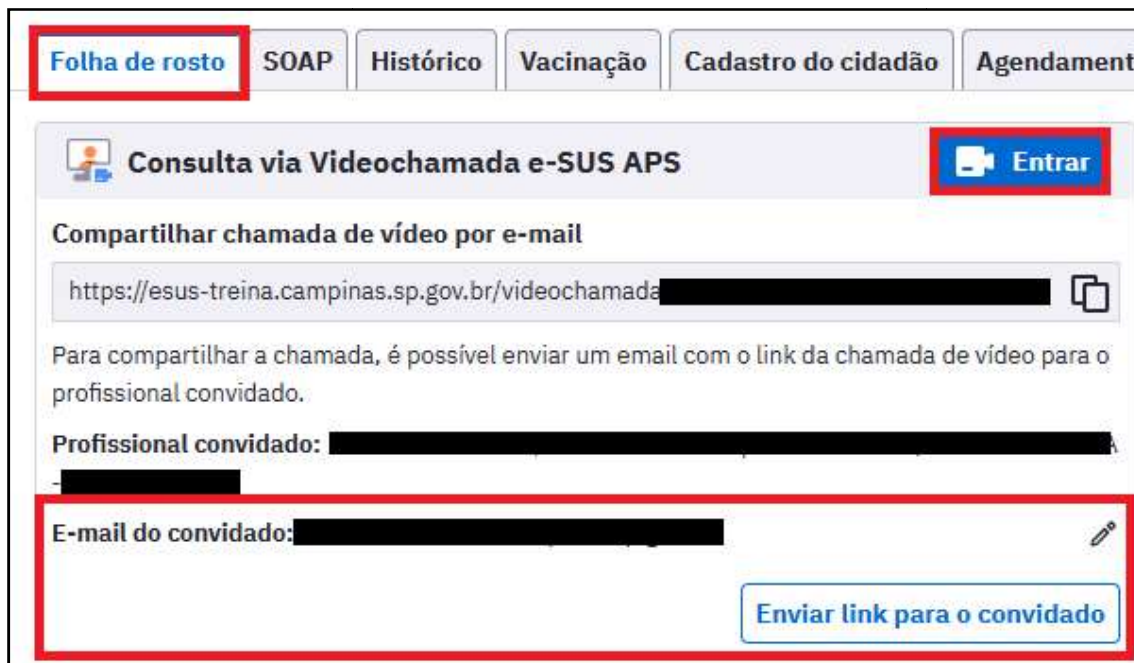 Folha de rosto SOAP Histórico Vacinação Cadastro do cidadão Agendament
Consulta via Videochamada e-SUS APS Entrar
Compartilhar chamada de vídeo por e-mail
https://esus-treina.campinas.sp.gov.br/videochamada
Para compartilhar a chamada, é possível enviar um email com o link da chamada de vídeo para o
profissional convidado.
Profissional convidado:
-
E-mail do convidado:
Enviar link para o convidado